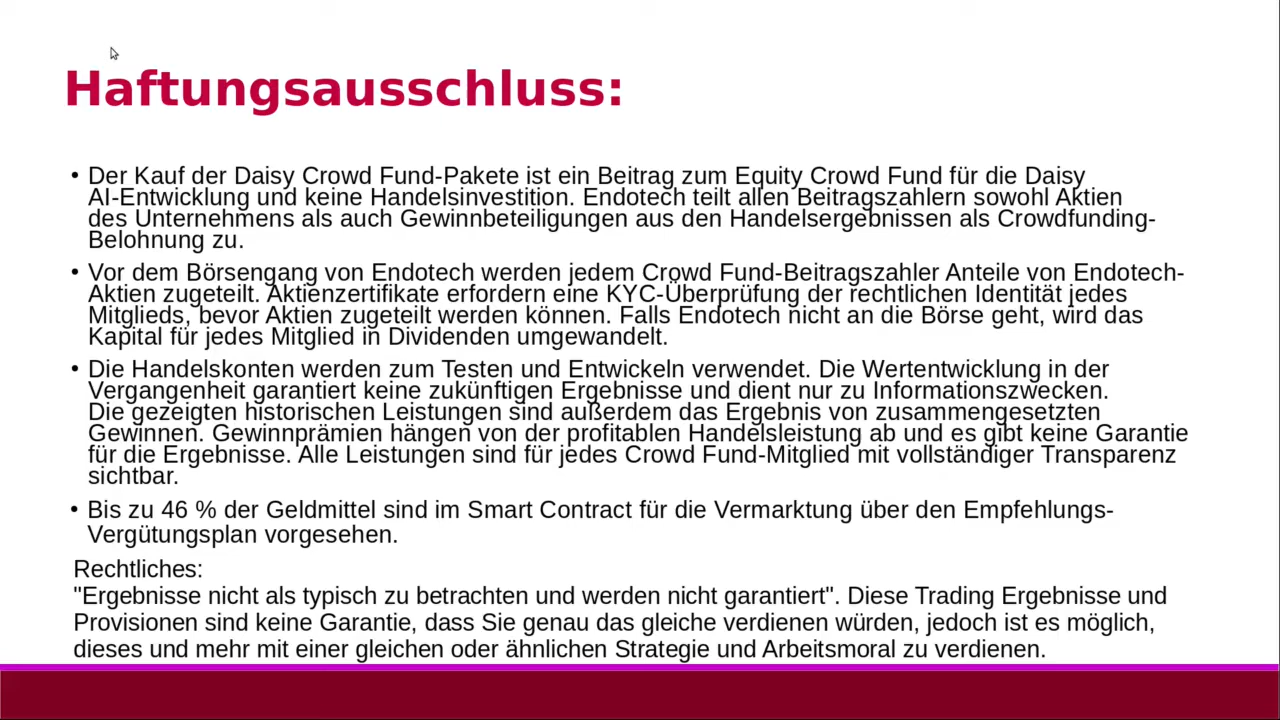 Haftungsausschluss:
• Der Kauf der Daisy Crowd Fund-Pakete ist ein Beitrag zum Equity Crowd Fund für die Daisy
AI-Entwicklung und keine Handelsinvestition. Endotech teilt allen Beitragszahlern sowohl Aktien
des Unternehmens als auch Gewinnbeteiligungen aus den Handelsergebnissen als Crowdfunding-
Belohnung zu.
• Vor dem Börsengang von Endotech werden jedem Crowd Fund-Beitragszahler Anteile von Endotech-
Aktien zugeteilt. Aktienzertifikate erfordern eine KYC-Überprüfung der rechtlichen Identität jedes
Mitglieds, bevor Aktien zugeteilt werden können. Falls Endotech nicht an die Börse geht, wird das
Kapital für jedes Mitglied in Dividenden umgewandelt.
• Die Handelskonten werden zum Testen und Entwickeln verwendet. Die Wertentwicklung in der
Vergangenheit garantiert keine zukünftigen Ergebnisse und dient nur zu Informationszwecken.
Die gezeigten historischen Leistungen sind außerdem das Ergebnis von zusammengesetzten
Gewinnen. Gewinnprämien hängen von der profitablen Handelsleistung ab und es gibt keine Garantie
für die Ergebnisse. Alle Leistungen sind für jedes Crowd Fund-Mitglied mit vollständiger Transparenz
sichtbar.
• Bis zu 46 % der Geldmittel sind im Smart Contract für die Vermarktung über den Empfehlungs-
Vergütungsplan vorgesehen.
Rechtliches:
"Ergebnisse nicht als typisch zu betrachten und werden nicht garantiert". Diese Trading Ergebnisse und
Provisionen sind keine Garantie, dass Sie genau das gleiche verdienen würden, jedoch ist es möglich,
dieses und mehr mit einer gleichen oder ähnlichen Strategie und Arbeitsmoral zu verdienen.